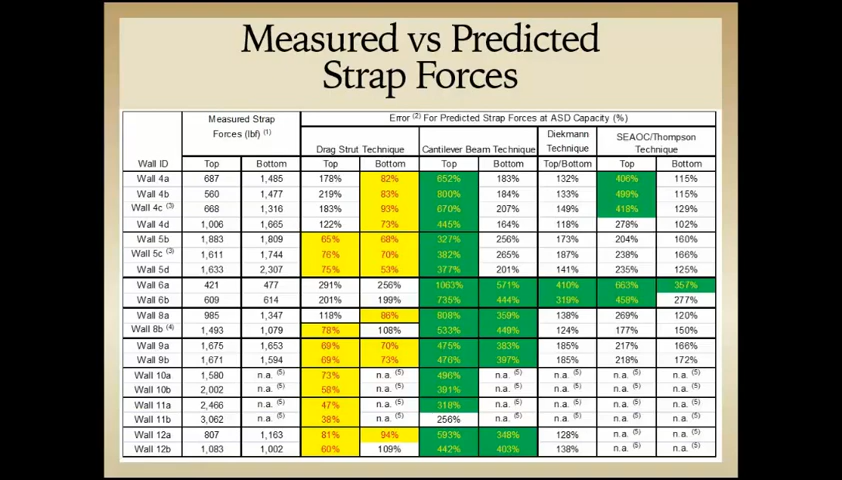 Measured vs Predicted
Strap Forces
Measured Strap
Forces (lbf) (1)
Error (2) For Predicted Strap Forces at ASD Capacity (%)
Drag Strut Technique
Cantilever Beam Technique
Diekmann
Technique
SEAOC/Thompson
Technique
Wall ID Top Bottom Top Bottom Top Bottom Top/Bottom Top Bottom
Wall 4a 687 1,485 178% 82% 652% 183% 132% 406% 115%
Wall 4b 560 1,477 219% 83% 800% 184% 133% 499% 115%
Wall 4c (3) 668 1,316 183% 93% 670% 207% 149% 418% 129%
Wall 4d 1,006 1,665 122% 73% 445% 164% 118% 278% 102%
Wall 5b 1,883 1,809 65% 68% 327% 256% 173% 204% 160%
Wall 5c (3) 1,611 1,744 76% 70% 382% 265% 187% 238% 166%
Wall 5d 1,633 2,307 75% 53% 377% 201% 141% 235% 125%
Wall 6a 421 477 291% 256% 1063% 571% 410% 663% 357%
Wall 6b 609 614 201% 199% 735% 444% 319% 458% 277%
Wall 8a 985 1,347 118% 86% 808% 359% 138% 269% 120%
Wall 8b (4) 1,493 1,079 78% 108% 533% 449% 124% 177% 150%
Wall 9a 1,675 1,653 69% 70% 475% 383% 185% 217% 166%
Wall 9b 1,671 1,594 69% 73% 476% 397% 185% 218% 172%
Wall 10a 1,580 n.a. (5) 73% n.a. (5) 496% n.a. (5) n.a. (5) n.a. (5) n.a. (5)
Wall 10b 2,002 n.a. (5) 58% n.a. (5) 391% n.a. (5) n.a. (5) n.a. (5) n.a. (5)
Wall 11a 2,466 n.a. (5) 47% n.a. (5) 318% n.a. (5) n.a. (5) n.a. (5) n.a. (5)
Wall 11b 3,062 n.a. (5) 38% n.a. (5) 256% n.a. (5) n.a. (5) n.a. (5) n.a. (5)
Wall 12a 807 1,163 81% 94% 593% 348% 128% n.a. (5) n.a. (5)
Wall 12b 1,083 1,002 60% 109% 442% 403% 138% n.a. (5) n.a. (5)